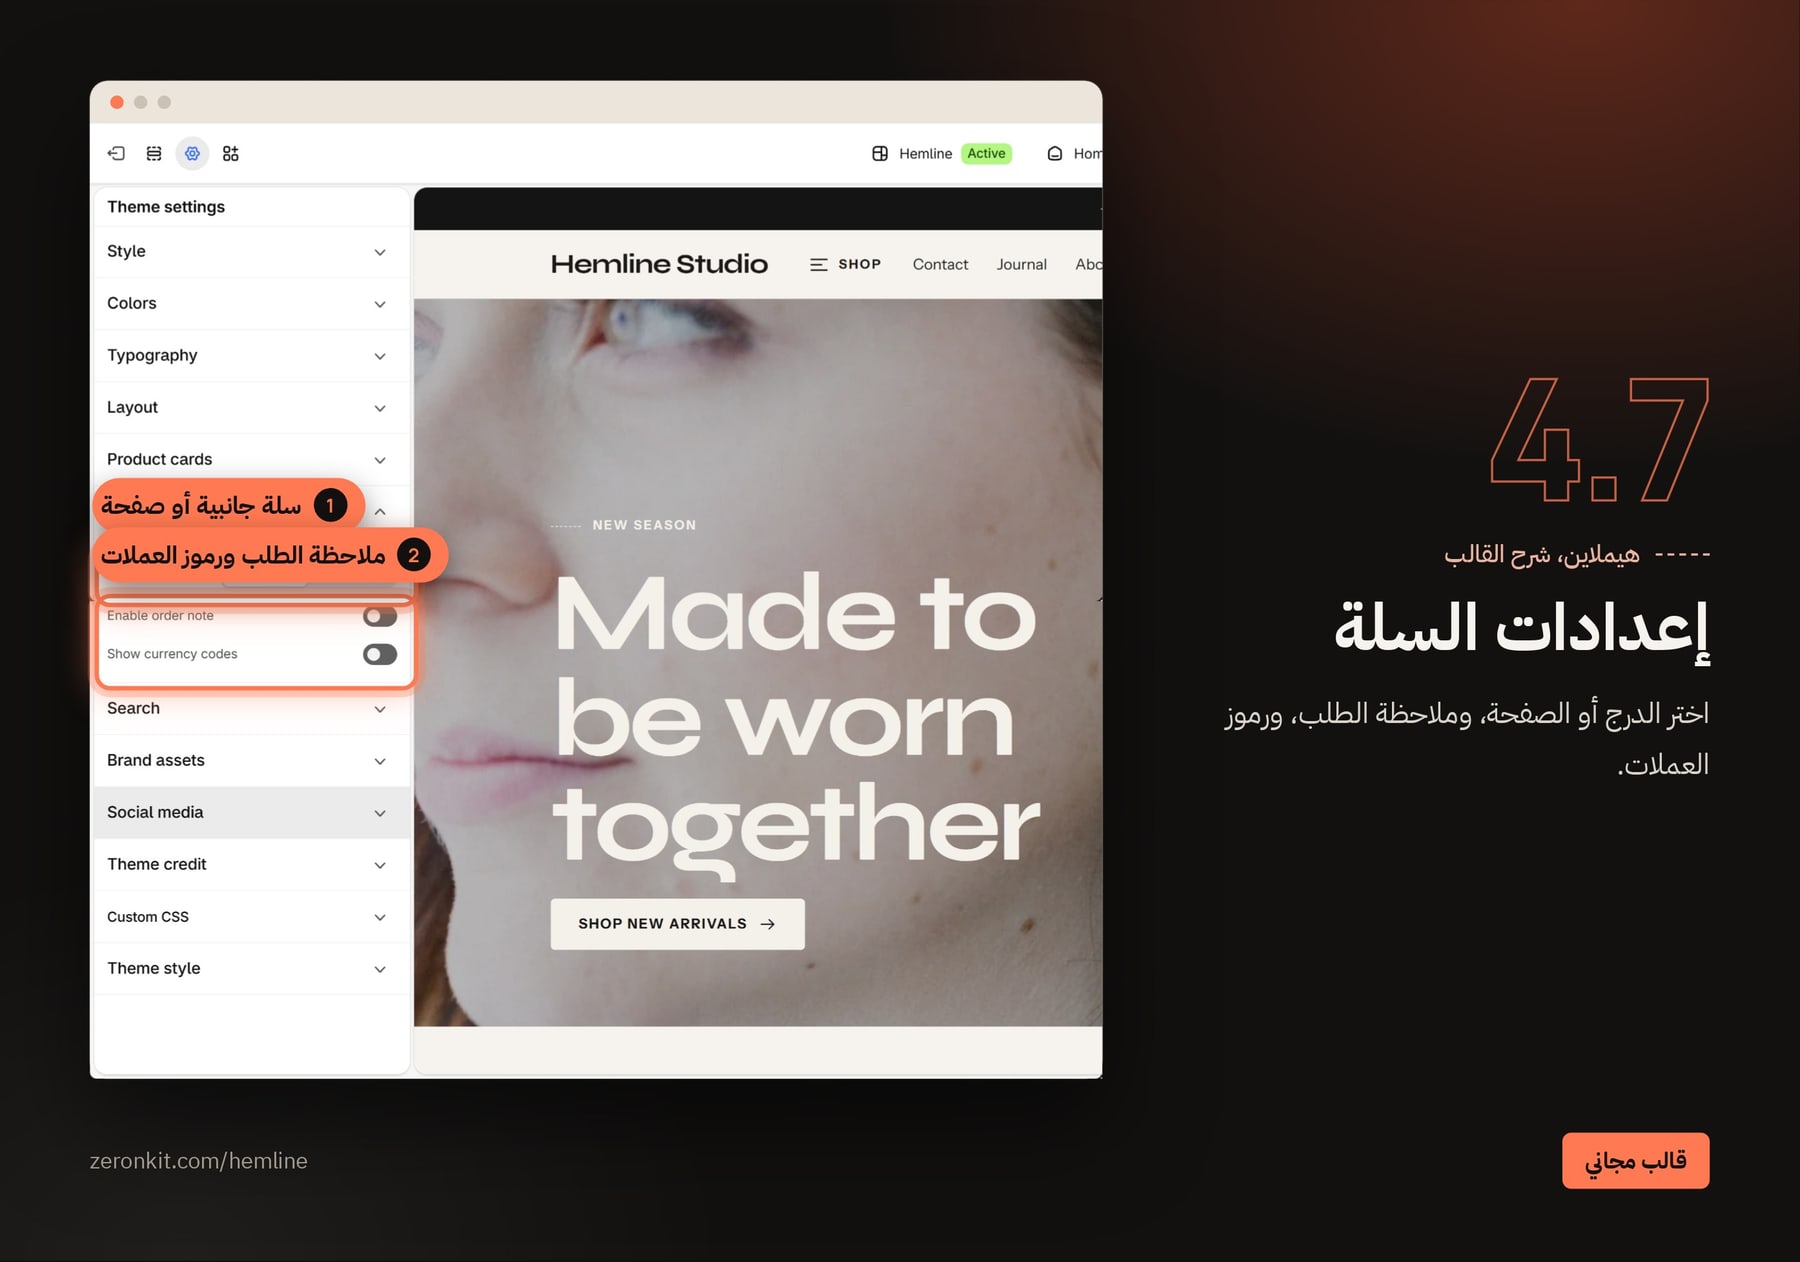 Hemline
Active
Theme settings
Style
Colors
Typography
Layout
Product cards
سلة جانبية أو صفحة 1
ملاحظة الطلب ورموز العملات 2
Enable order note
Show currency codes
Search
Brand assets
Social media
Theme credit
Custom CSS
Theme style
Hemline Studio
SHOP
Contact
Journal
NEW SEASON
Made to
be worn
together
SHOP NEW ARRIVALS
4.7
هيملاين، شرح القالب
إعدادات السلة
اختر الدرج أو الصفحة، وملاحظة الطلب، ورموز
العملات.
zeronkit.com/hemline
قالب مجاني